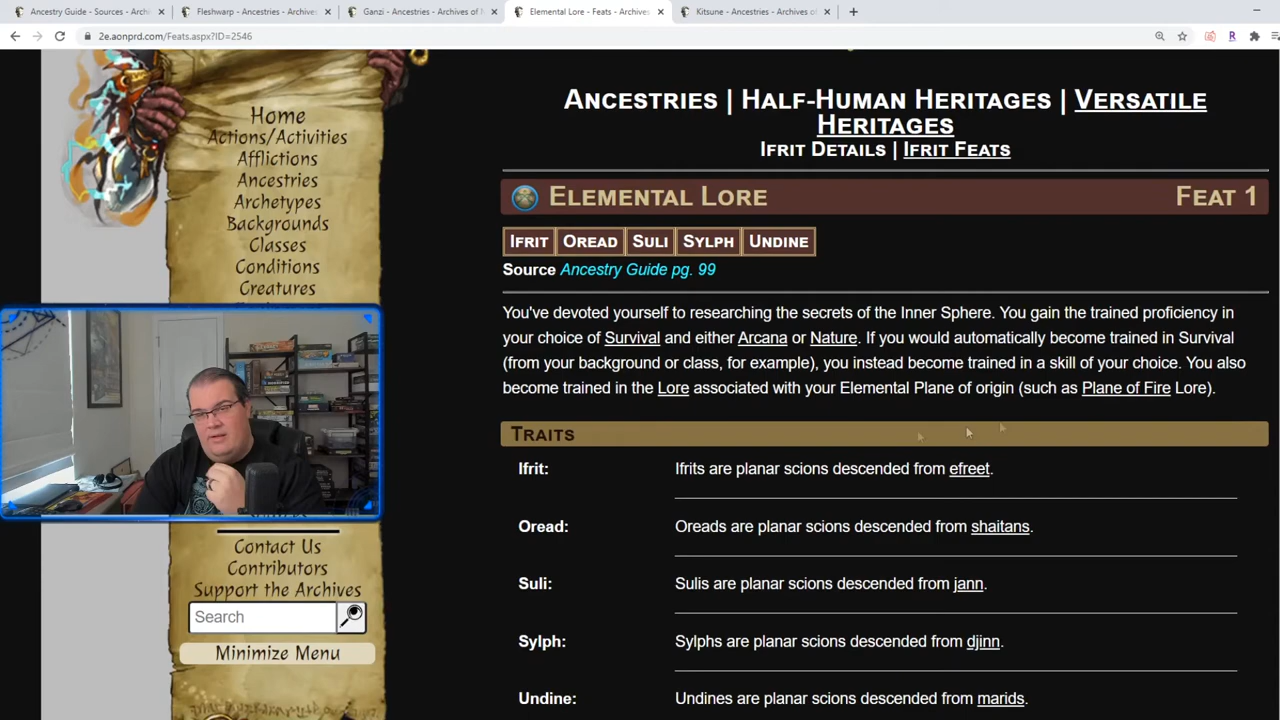 Ancestry Guide - Sources - Arch
Fleshwarp - Ancestries - Archives
Ganzi - Ancestries - Archives of N
Elemental Lore - Feats - Archives
Kitsune - Ancestries - Archives of
2e.aonprd.com/Feats.aspx?ID=2546
Home
Actions/Activities
Afflictions
Ancestries
Archetypes
Backgrounds
Classes
Conditions
Creatures
Contact Us
Contributors
Support the Archives
Search
Minimize Menu
Ancestries | Half-Human Heritages | Versatile
Heritages
Ifrit Details | Ifrit Feats
Elemental Lore Feat 1
Ifrit Oread Suli Sylph Undine
Source Ancestry Guide pg. 99
You've devoted yourself to researching the secrets of the Inner Sphere. You gain the trained proficiency in
your choice of Survival and either Arcana or Nature. If you would automatically become trained in Survival
(from your background or class, for example), you instead become trained in a skill of your choice. You also
become trained in the Lore associated with your Elemental Plane of origin (such as Plane of Fire Lore).
Traits
Ifrit: Ifrits are planar scions descended from efreet.
Oread: Oreads are planar scions descended from shaitans.
Suli: Sulis are planar scions descended from jann.
Sylph: Sylphs are planar scions descended from djinn.
Undine: Undines are planar scions descended from marids.